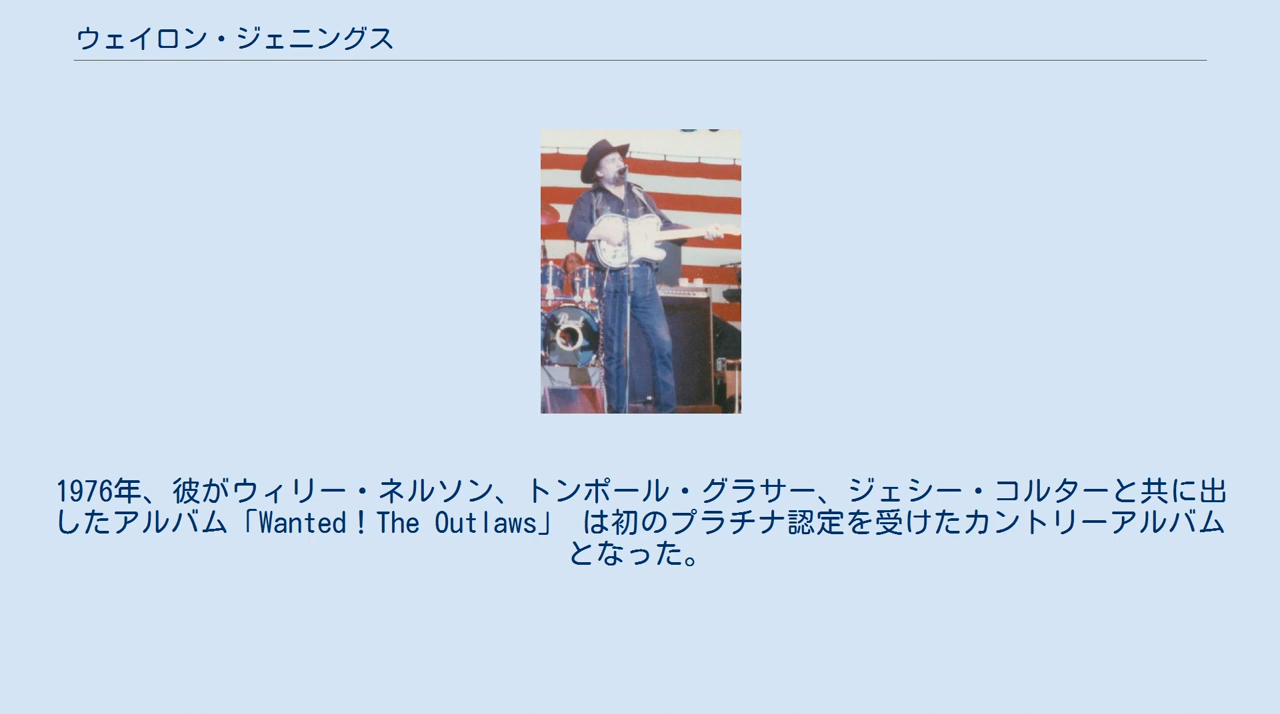 ウェイロン・ジェニングス
Pearl
1976年、彼がウィリー・ネルソン、トンポール・グラサー、ジェシー・コルターと共に出
したアルバム「Wanted！The Outlaws」 は初のプラチナ認定を受けたカントリーアルバム
となった。